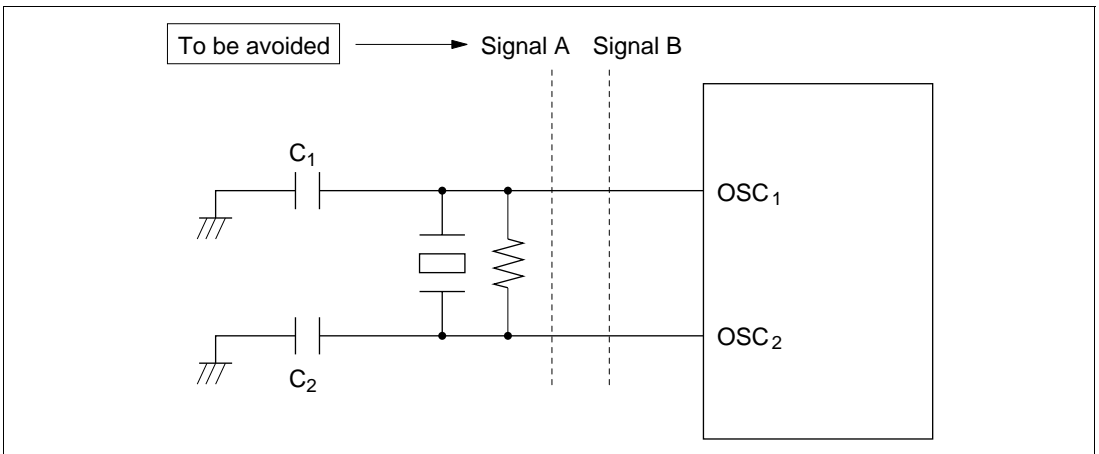 To be avoided Signal A Signal B
C1
OSC1
OSC2
C2